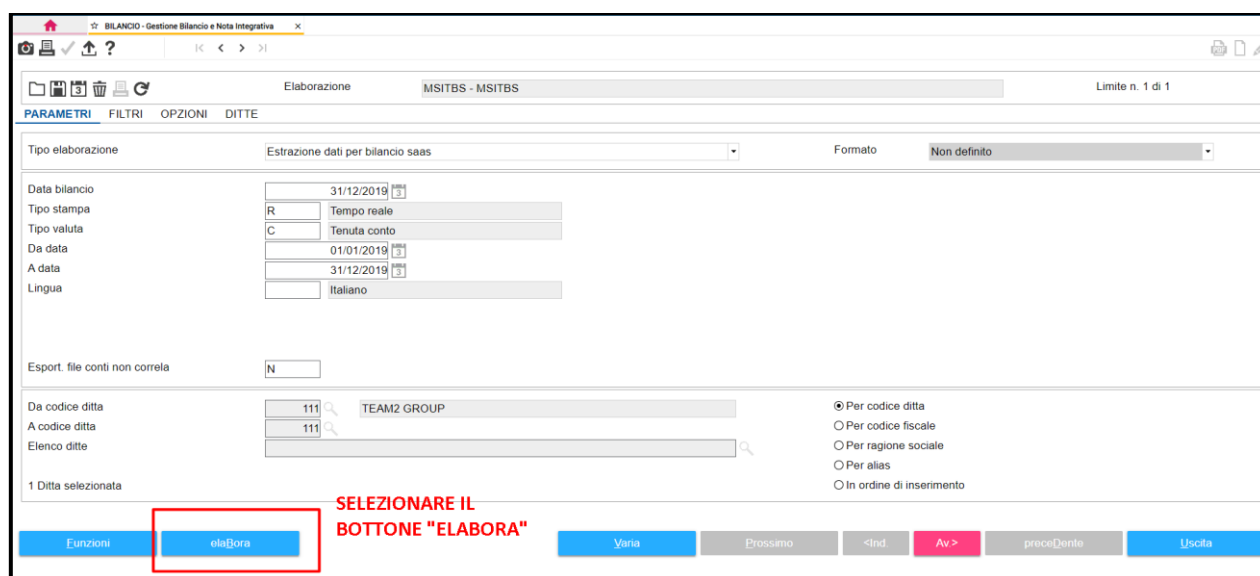 BILANCIO - Gestione Bilancio e Nota Integrativa
Elaborazione MSITBS - MSITBS Limite n. 1 di 1
PARAMETRI FILTRI OPZIONI DITTE
Tipo elaborazione Estrazione dati per bilancio saas Formato Non definito
Data bilancio 31/12/2019
Tipo stampa R Tempo reale
Tipo valuta C Tenuta conto
Da data 01/01/2019
A data 31/12/2019
Lingua Italiano
Esport. file conti non correla N
Da codice ditta 111 TEAM2 GROUP Per codice ditta
A codice ditta 111 Per codice fiscale
Elenco ditte Per ragione sociale
Per alias
1 Ditta selezionata In ordine di inserimento
SELEZIONARE IL
BOTTONE "ELABORA"
Funzioni elaBora Varia Prossimo <Ind. Av.> preceDente Uscita